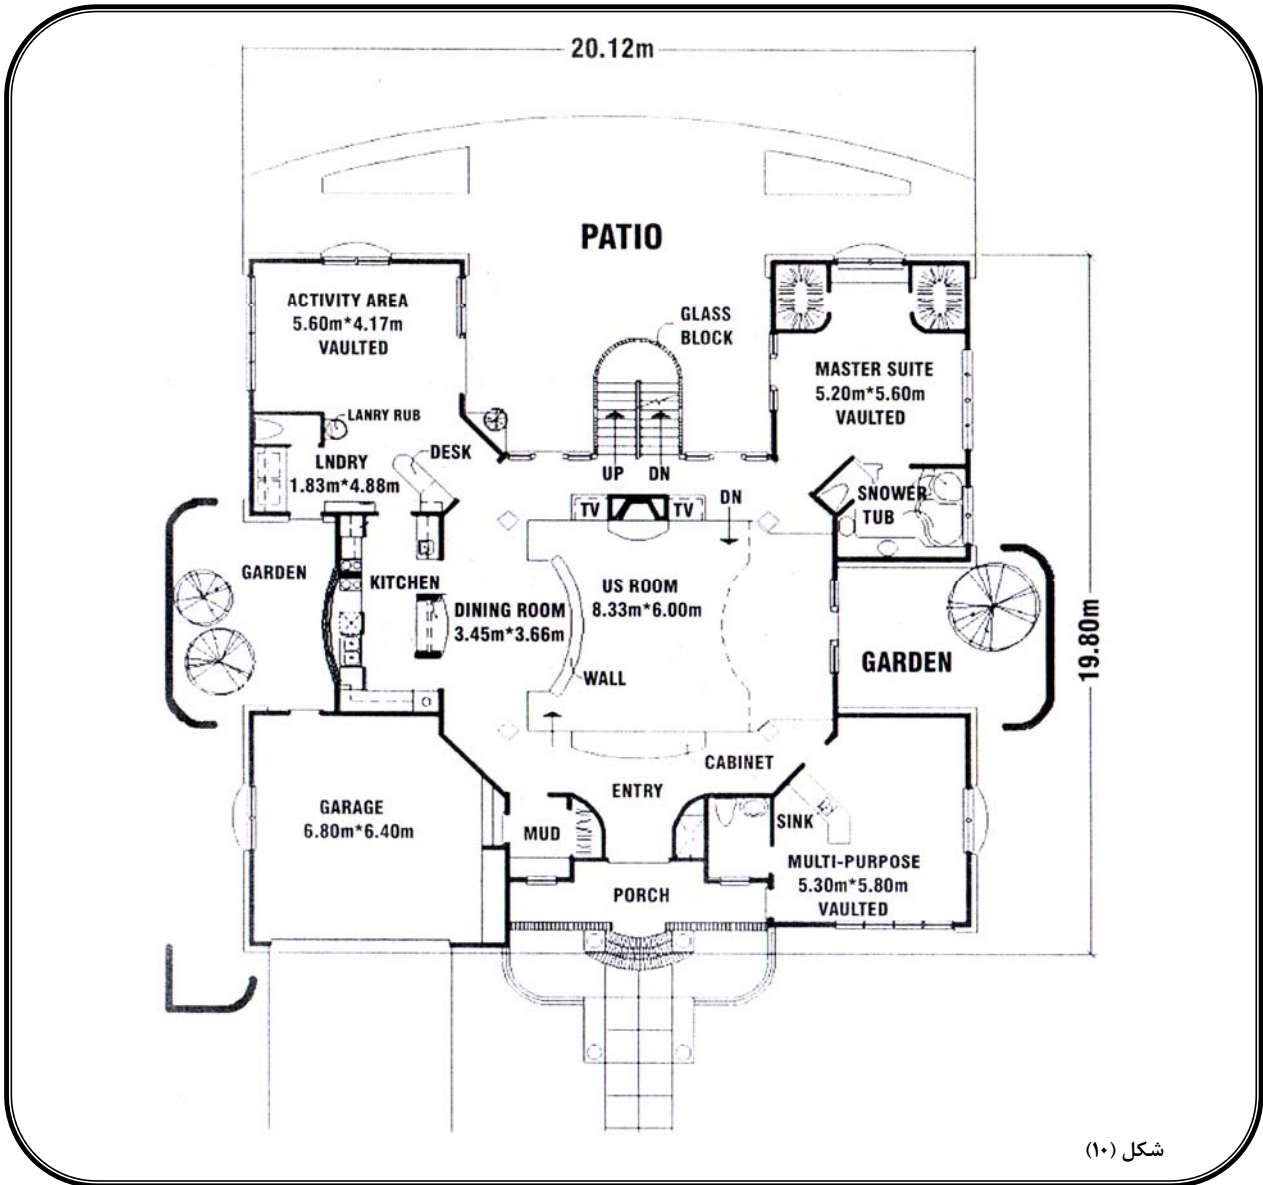 20.12m
PATIO
GLASS
BLOCK
ACTIVITY AREA
5.60m*4.17m
VAULTED
MASTER SUITE
5.20m*5.60m
VAULTED
LANRY RUB
DESK
LNDRY
1.83m*4.88m
UP DN
DN
TV TV
SNOWER
TUB
GARDEN
KITCHEN
DINING ROOM
3.45m*3.66m
US ROOM
8.33m*6.00m
WALL
GARDEN
19.80m
CABINET
ENTRY
GARAGE
6.80m*6.40m
MUD
SINK
MULTI-PURPOSE
5.30m*5.80m
VAULTED
PORCH
شکل (۱۰)